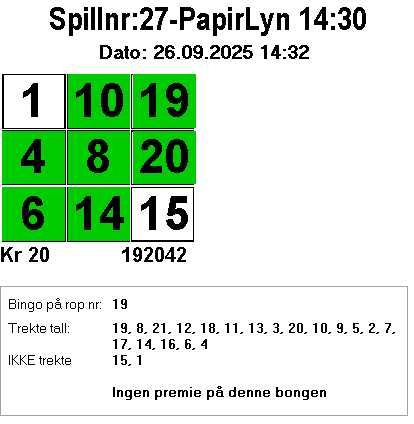 Spillnr:27-PapirLyn 14:30
Dato: 26.09.2025 14:32
1 10 19
4 8 20
6 14 15
Kr 20 192042
Bingo på rop nr: 19
Trekte tall: 19, 8, 21, 12, 18, 11, 13, 3, 20, 10, 9, 5, 2, 7,
17, 14, 16, 6, 4
IKKE trekte 15, 1
Ingen premie på denne bongen